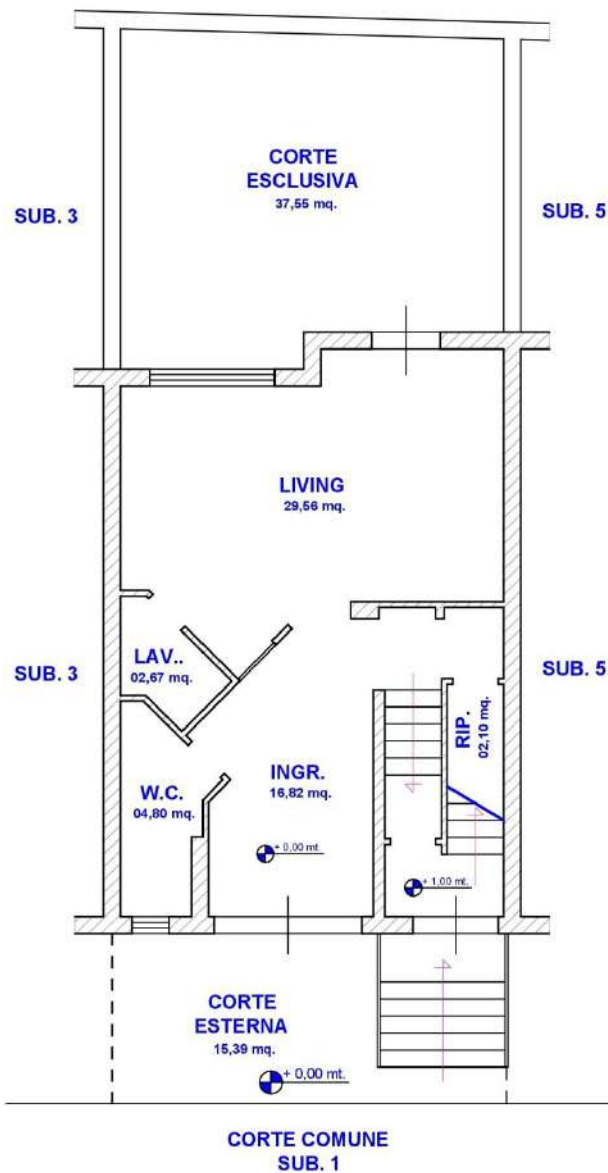 CORTE
ESCLUSIVA
37,55 mq.
SUB. 3
SUB. 5
LIVING
29,56 mq.
LAV..
02,67 mq.
SUB. 3
SUB. 5
RIP.
02,10 mq.
INGR.
16,82 mq.
W.C.
04,80 mq.
+ 0,00 mt.
+ 1,00 mt.
CORTE
ESTERNA
15,39 mq.
+ 0,00 mt.
CORTE COMUNE
SUB. 1